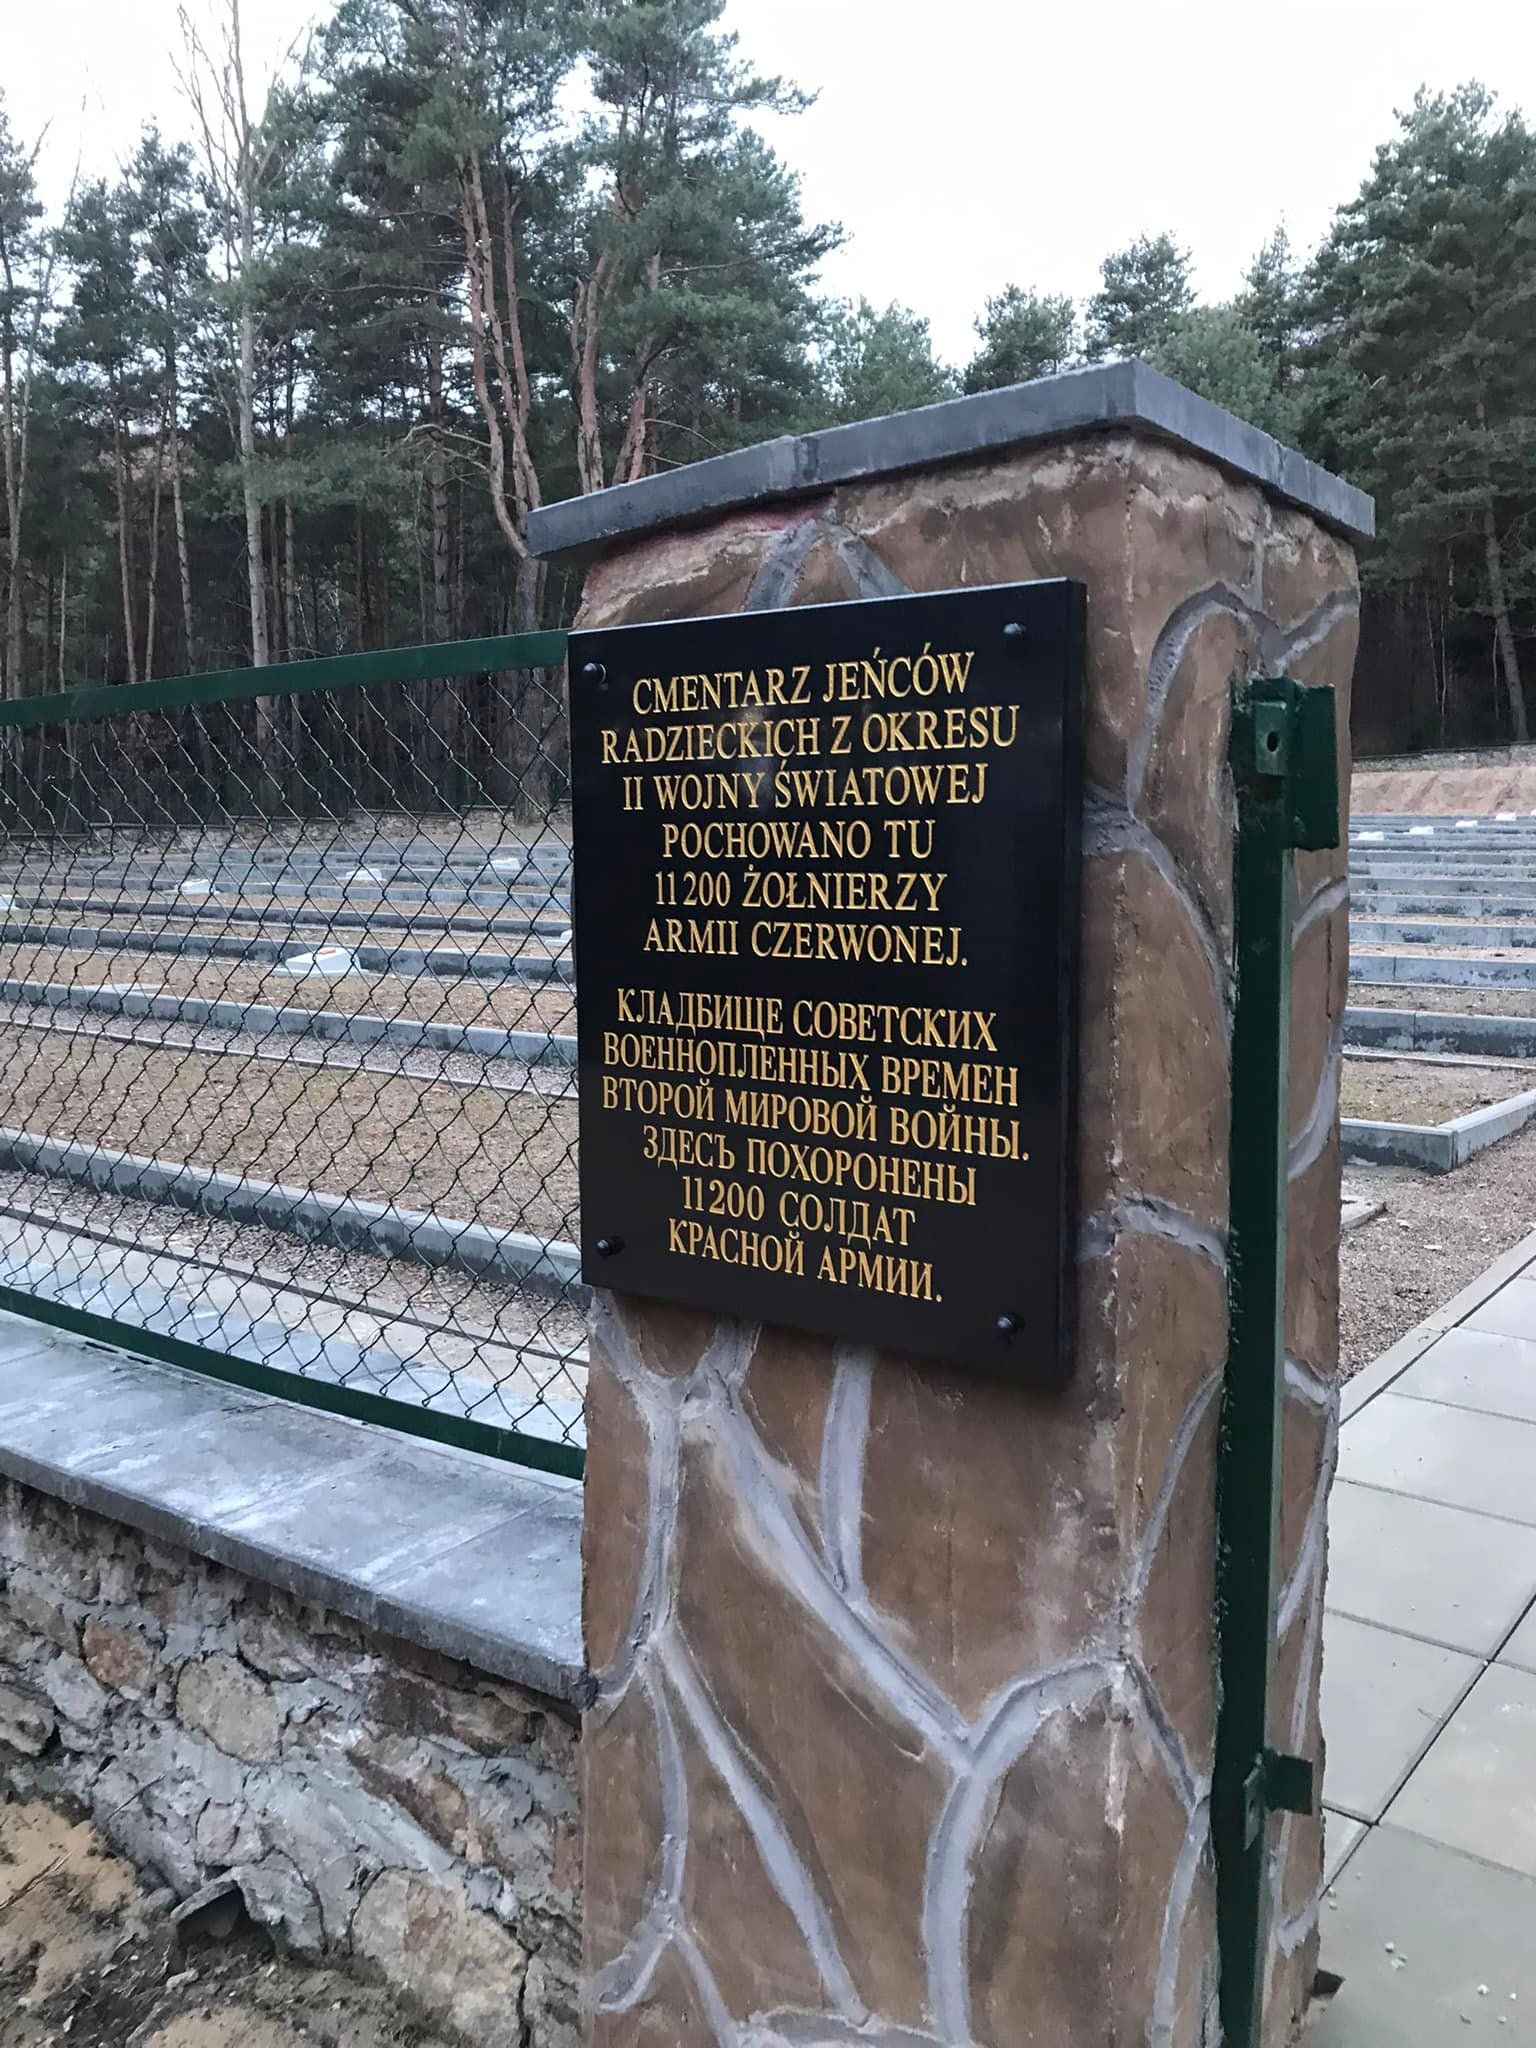 CMENTARZ JEŃCÓW
RADZIECKICH Z OKRESU
II WOJNY ŚWIATOWEJ
POCHOWANO TU
11 200 ŻOŁNIERZY
ARMII CZERWONEJ.
КЛАДБИЩЕ СОВЕТСКИХ
ВОЕННОПЛЕННЫХ ВРЕМЕН
ВТОРОЙ МИРОВОЙ ВОЙНЫ.
ЗДЕСЪ ПОХОРОНЕНЫ
11200 СОЛДАТ
КРАСНОЙ АРМИИ.